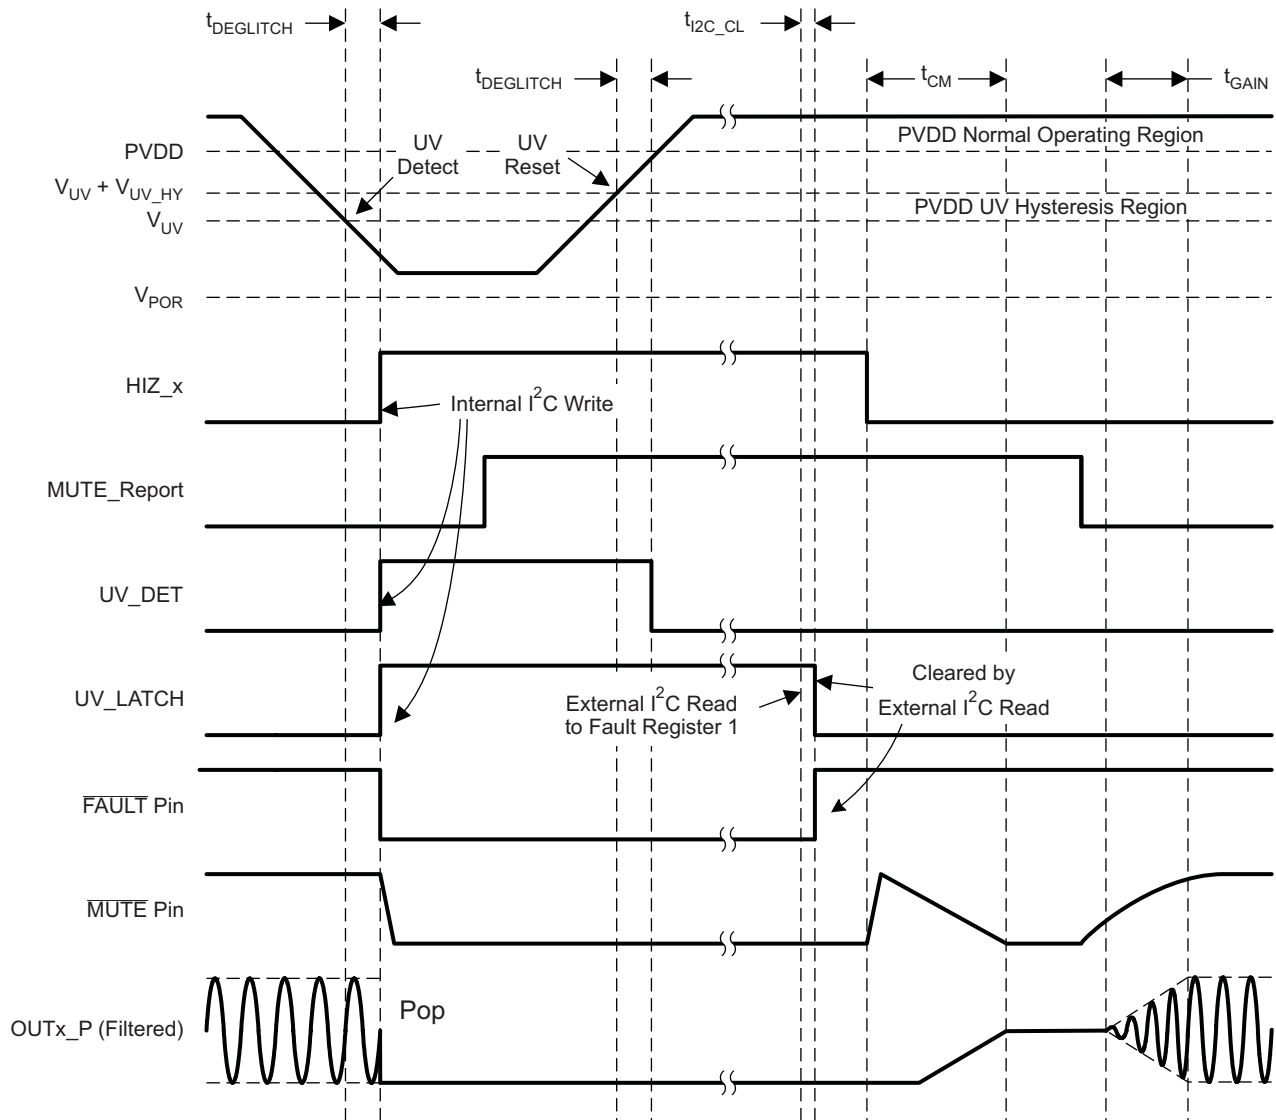 tDEGLITCH
tI2C_CL
tDEGLITCH
tCM
tGAIN
PVDD Normal Operating Region
PVDD
UV
Detect
UV
Reset
VUV + VUV_HY
PVDD UV Hysteresis Region
VUV
VPOR
HIZ_x
Internal I2C Write
MUTE_Report
UV_DET
UV_LATCH
External I2C Read
to Fault Register 1
Cleared by
External I2C Read
FAULT Pin
MUTE Pin
Pop
OUTx_P (Filtered)